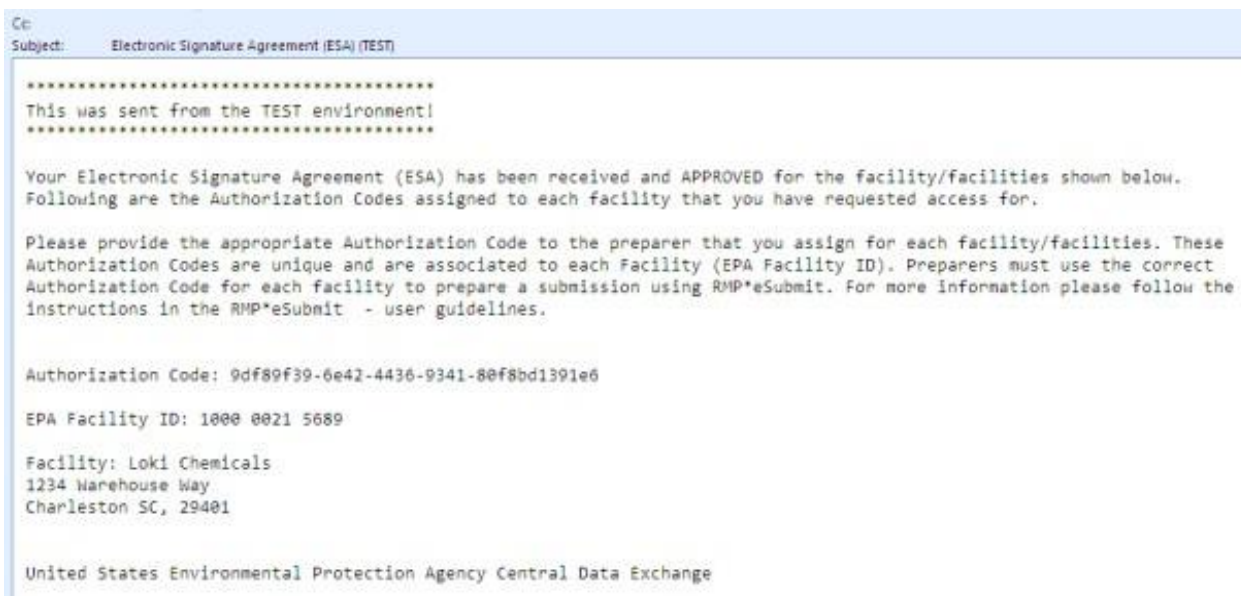 Cc:
Subject: Electronic Signature Agreement (ESA) (TEST)
****************************************
This was sent from the TEST environment!
****************************************
Your Electronic Signature Agreement (ESA) has been received and APPROVED for the facility/facilities shown below.
Following are the Authorization Codes assigned to each facility that you have requested access for.
Please provide the appropriate Authorization Code to the preparer that you assign for each facility/facilities. These
Authorization Codes are unique and are associated to each Facility (EPA Facility ID). Preparers must use the correct
Authorization Code for each facility to prepare a submission using RMP*eSubmit. For more information please follow the
instructions in the RMP*eSubmit - user guidelines.
Authorization Code: 9df89f39-6e42-4436-9341-80f8bd1391e6
EPA Facility ID: 1000 0021 5689
Facility: Loki Chemicals
1234 Warehouse Way
Charleston SC, 29401
United States Environmental Protection Agency Central Data Exchange